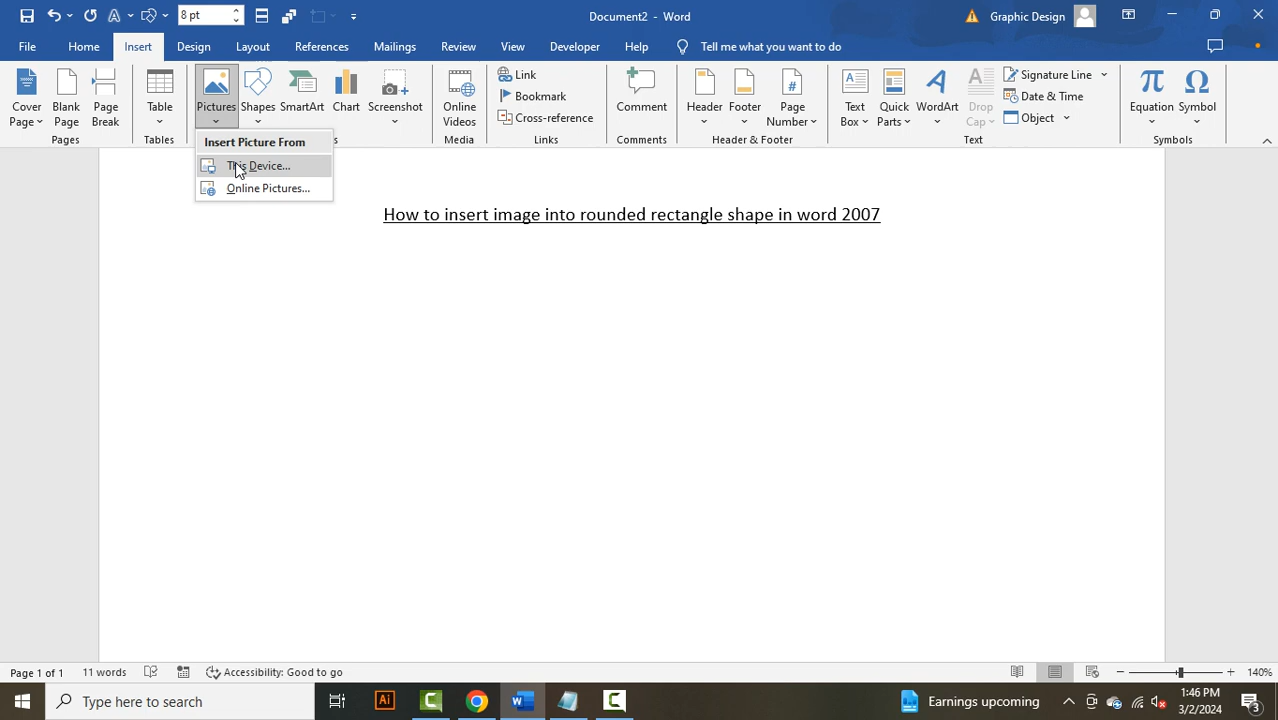 8 pt
Document2 - Word
Graphic Design
File Home Insert Design Layout References Mailings Review View Developer Help Tell me what you want to do
Cover Page
Blank Page
Page Break
Table
Pictures
Shapes
SmartArt
Chart
Screenshot
Online Videos
Link
Bookmark
Cross-reference
Comment
Header
Footer
Page Number
Text Box
Quick Parts
WordArt
Drop Cap
Signature Line
Date & Time
Object
Equation
Symbol
Pages Tables Media Links Comments Header & Footer Text Symbols
Insert Picture From
This Device...
Online Pictures...
How to insert image into rounded rectangle shape in word 2007
Page 1 of 1 11 words Accessibility: Good to go 140%
Type here to search
Ai
Earnings upcoming
1:46 PM
3/2/2024
3